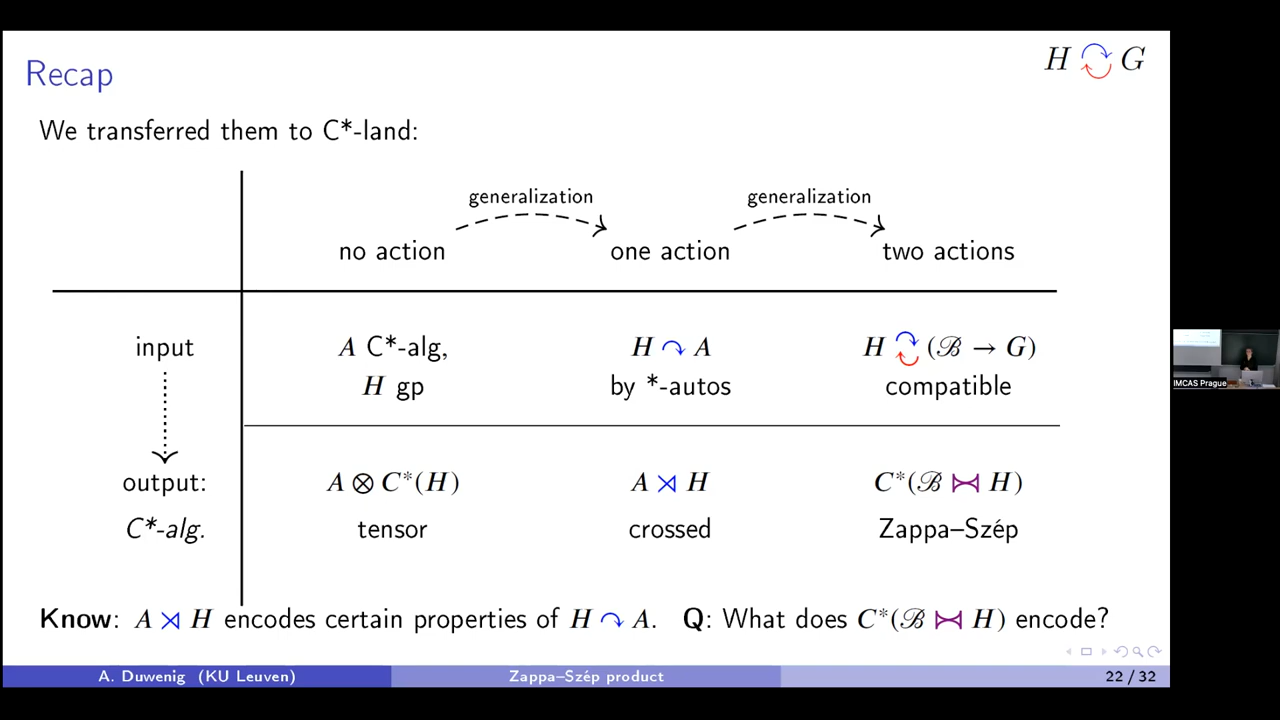 Recap
H G
We transferred them to C*-land:
generalization generalization
no action one action two actions
input A C*-alg, H ↷ A H (ℬ → G)
H gp by *-autos compatible
output: A ⊗ C*(H) A ⋊ H C*(ℬ ⋈ H)
C*-alg. tensor crossed Zappa–Szép
Know: A ⋊ H encodes certain properties of H ↷ A. Q: What does C*(ℬ ⋈ H) encode?
A. Duwenig (KU Leuven) Zappa–Szép product 22 / 32
IMCAS Prague